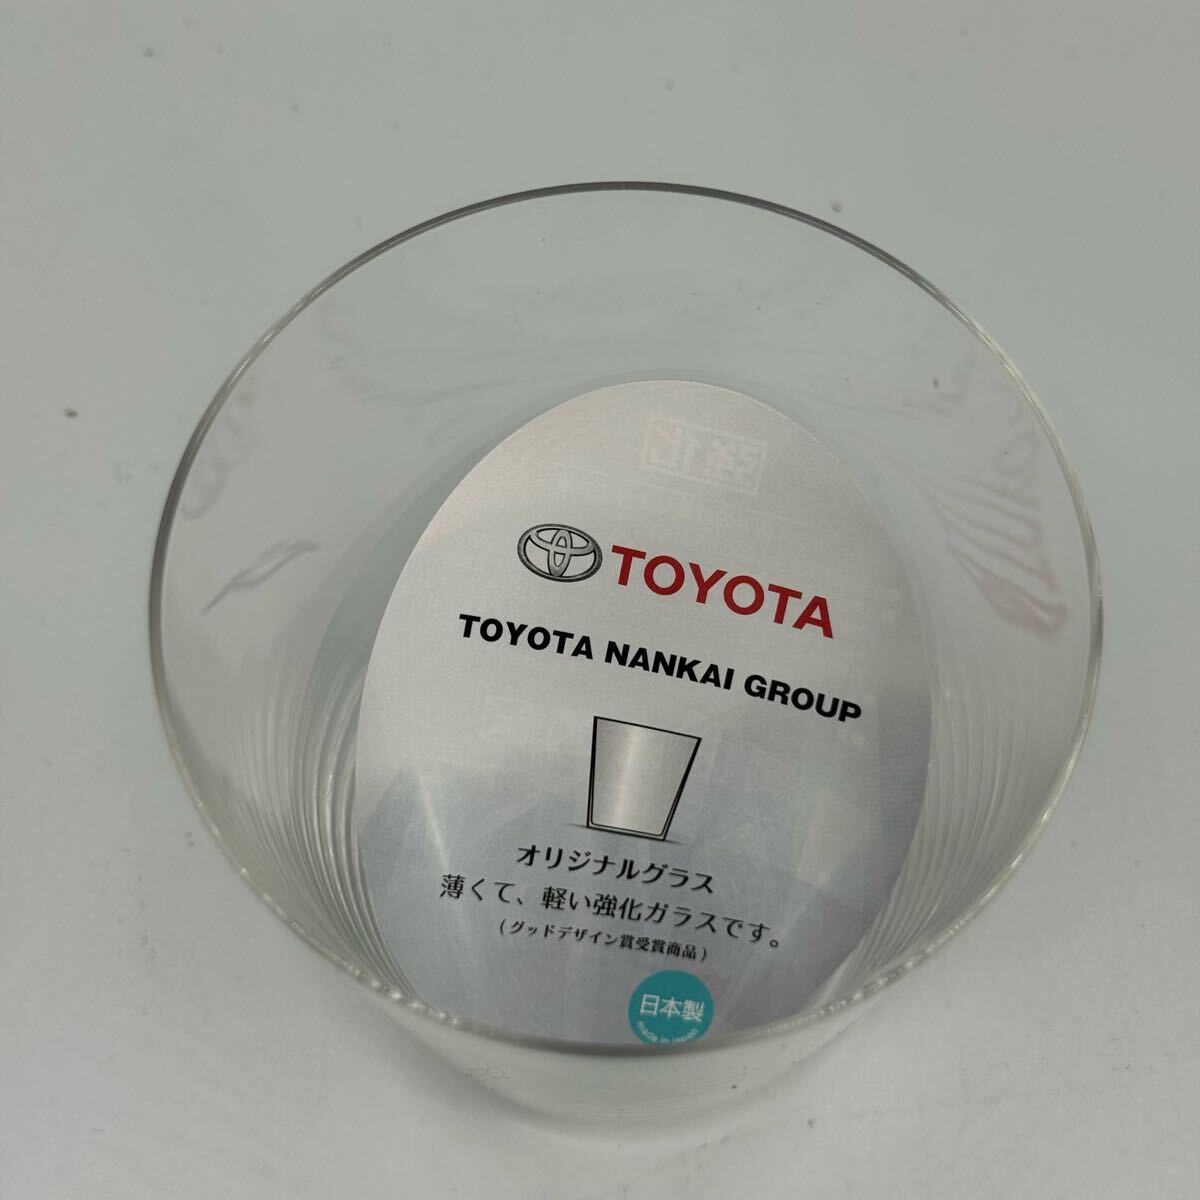 強化
TOYOTA
TOYOTA NANKAI GROUP
オリジナルグラス
薄くて、軽い強化ガラスです。
(グッドデザイン賞受賞商品)
日本製
made in japan